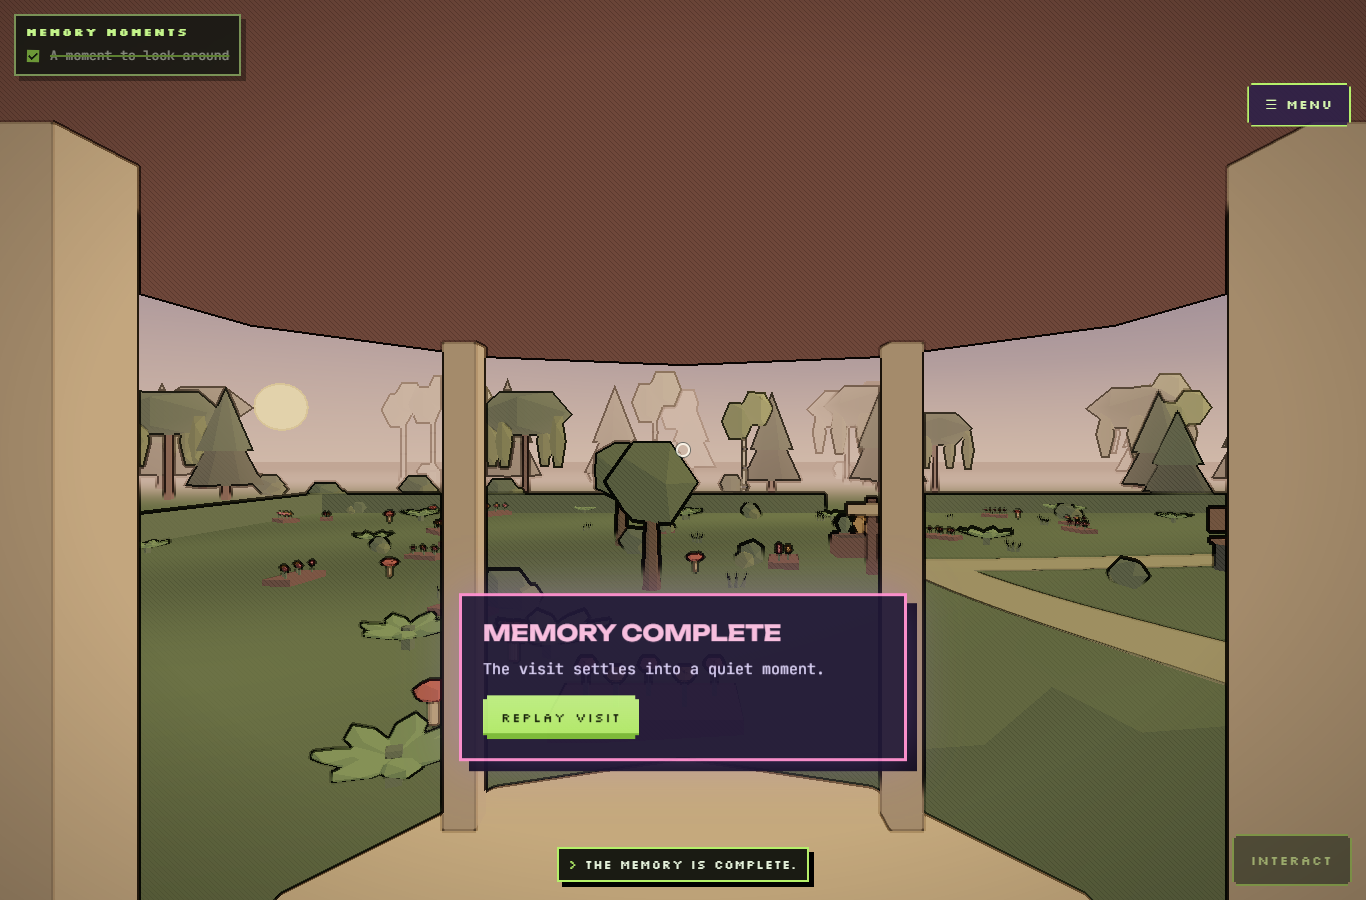 MEMORY MOMENTS
A moment to look around
☰ MENU
MEMORY COMPLETE
The visit settles into a quiet moment.
REPLAY VISIT
> THE MEMORY IS COMPLETE.
INTERACT